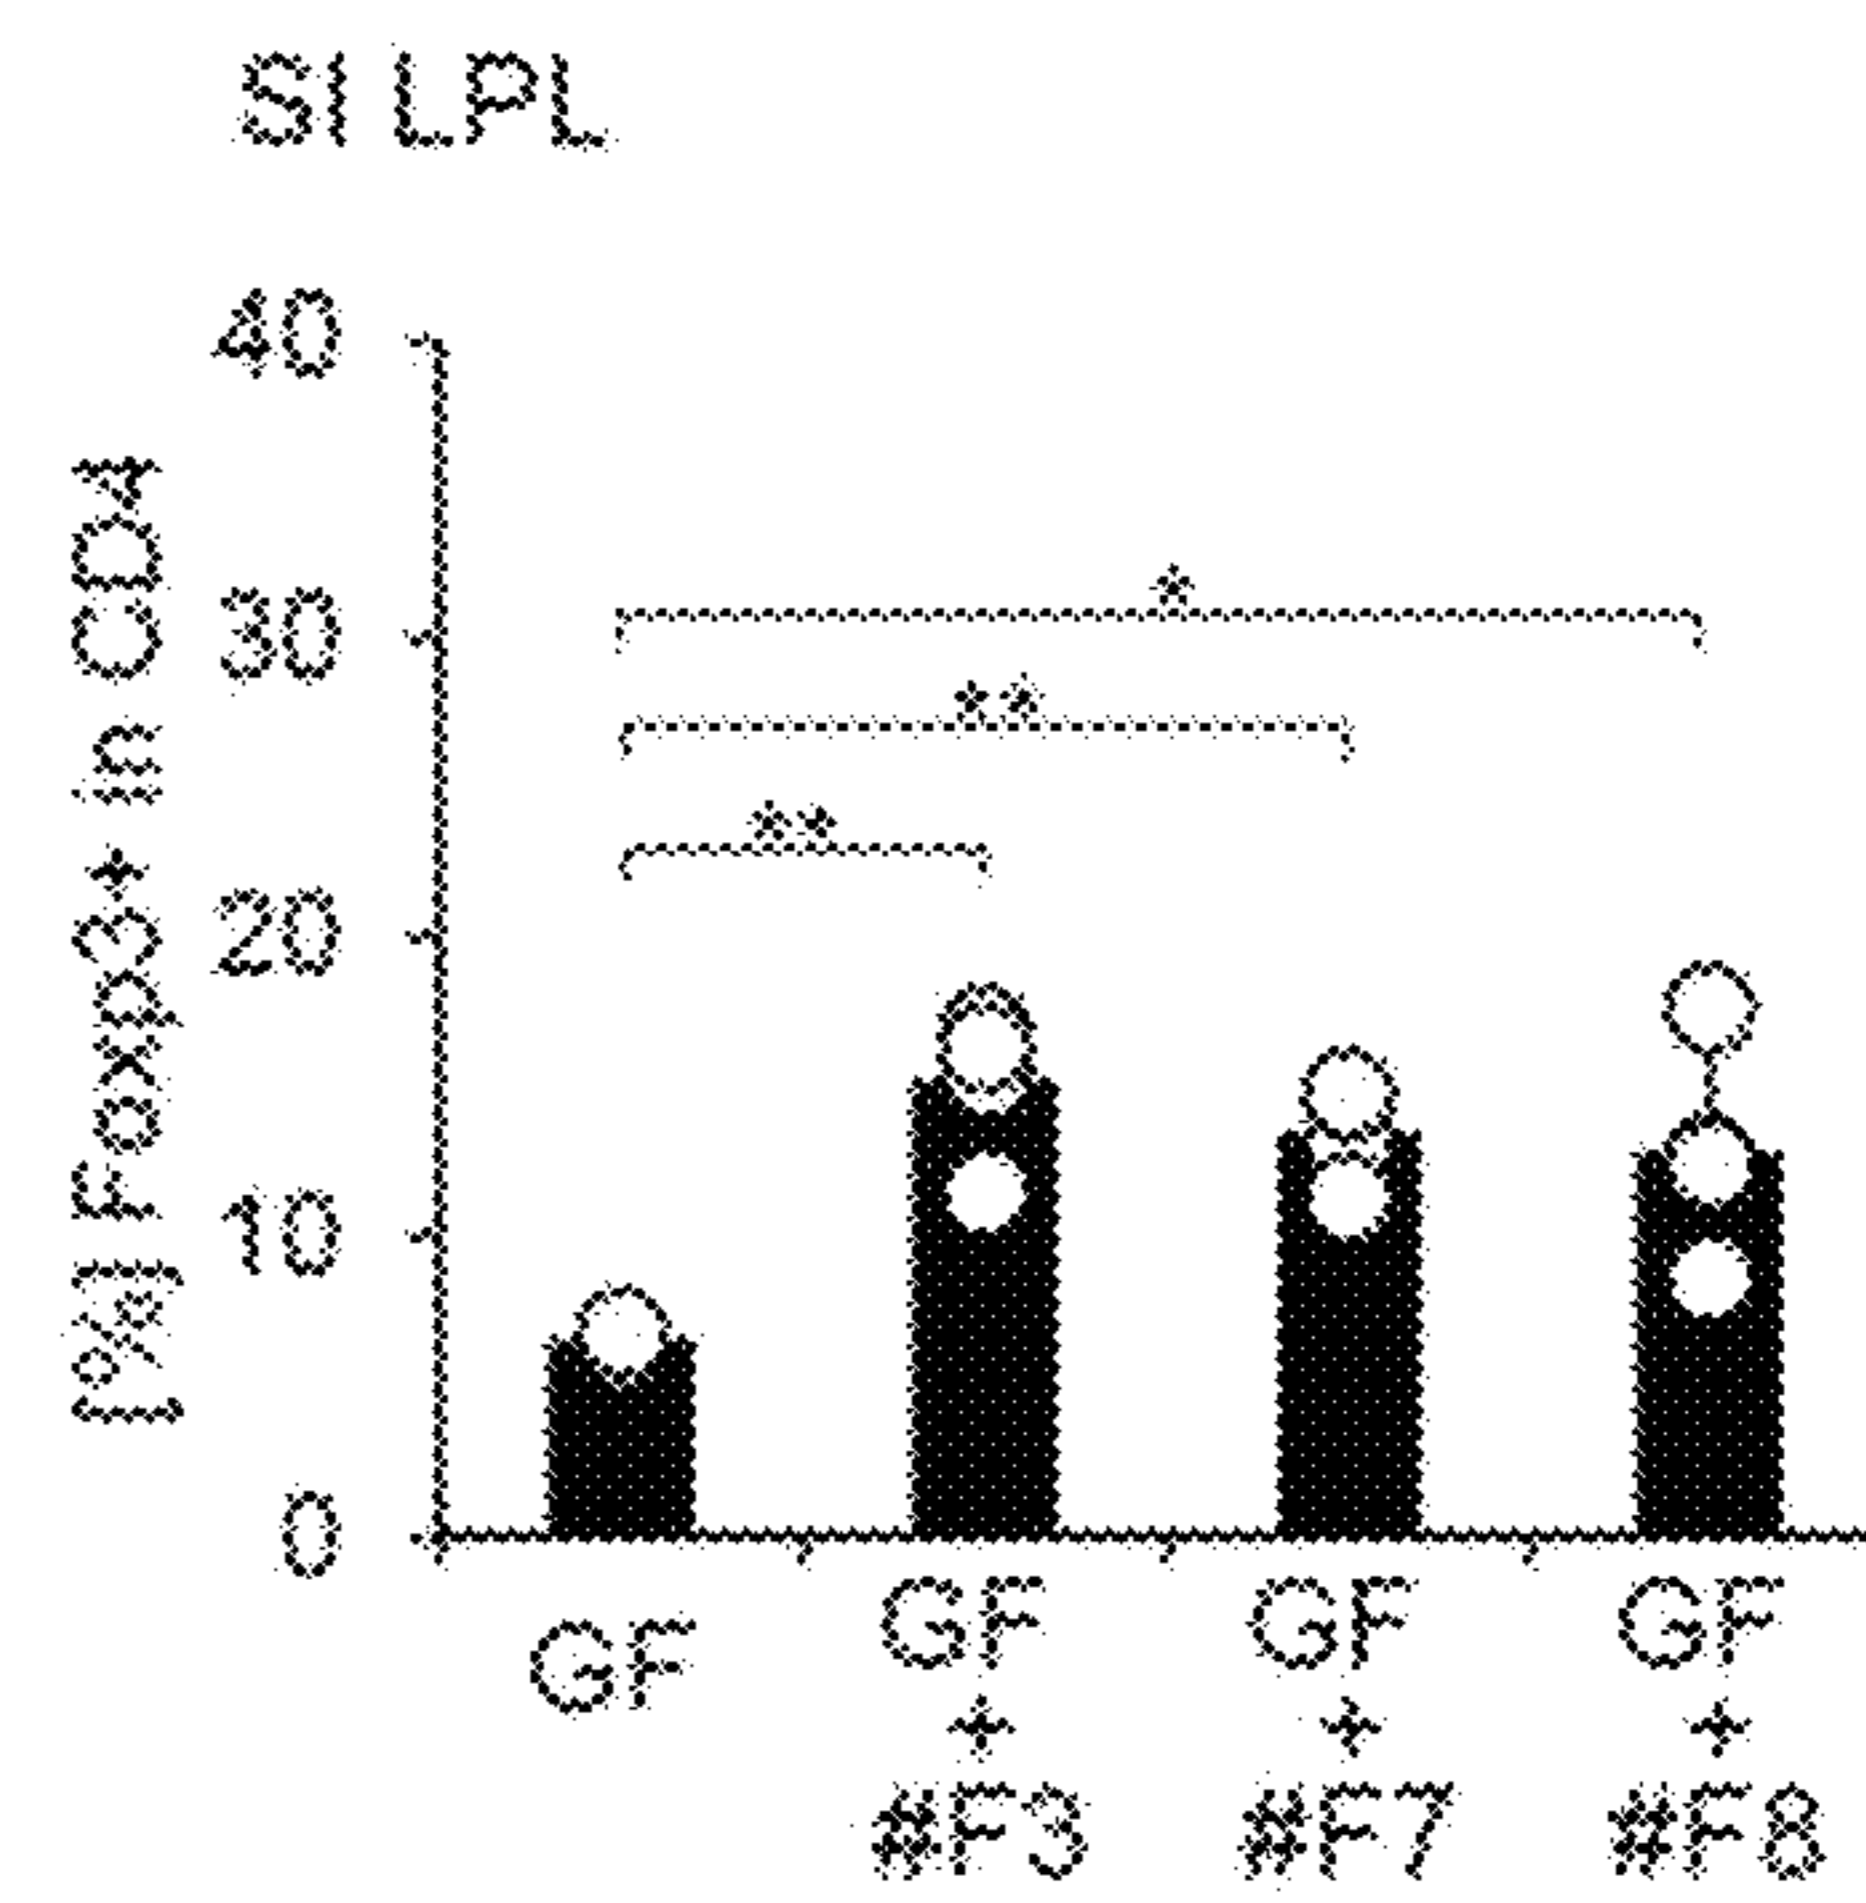 SI LPL
[%] Foxp3+ in CD4
40
30
20
10
0
*
**
**
GF
GF
+
#F3
GF
+
#F7
GF
+
#F8